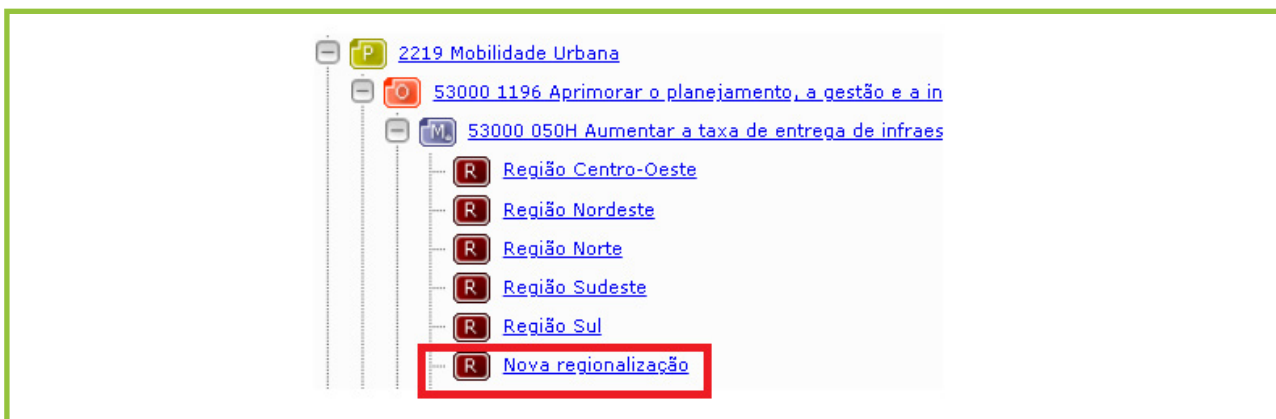 P 2219 Mobilidade Urbana
O 53000 1196 Aprimorar o planejamento, a gestão e a in
M 53000 050H Aumentar a taxa de entrega de infraes
R Região Centro-Oeste
R Região Nordeste
R Região Norte
R Região Sudeste
R Região Sul
R Nova regionalização